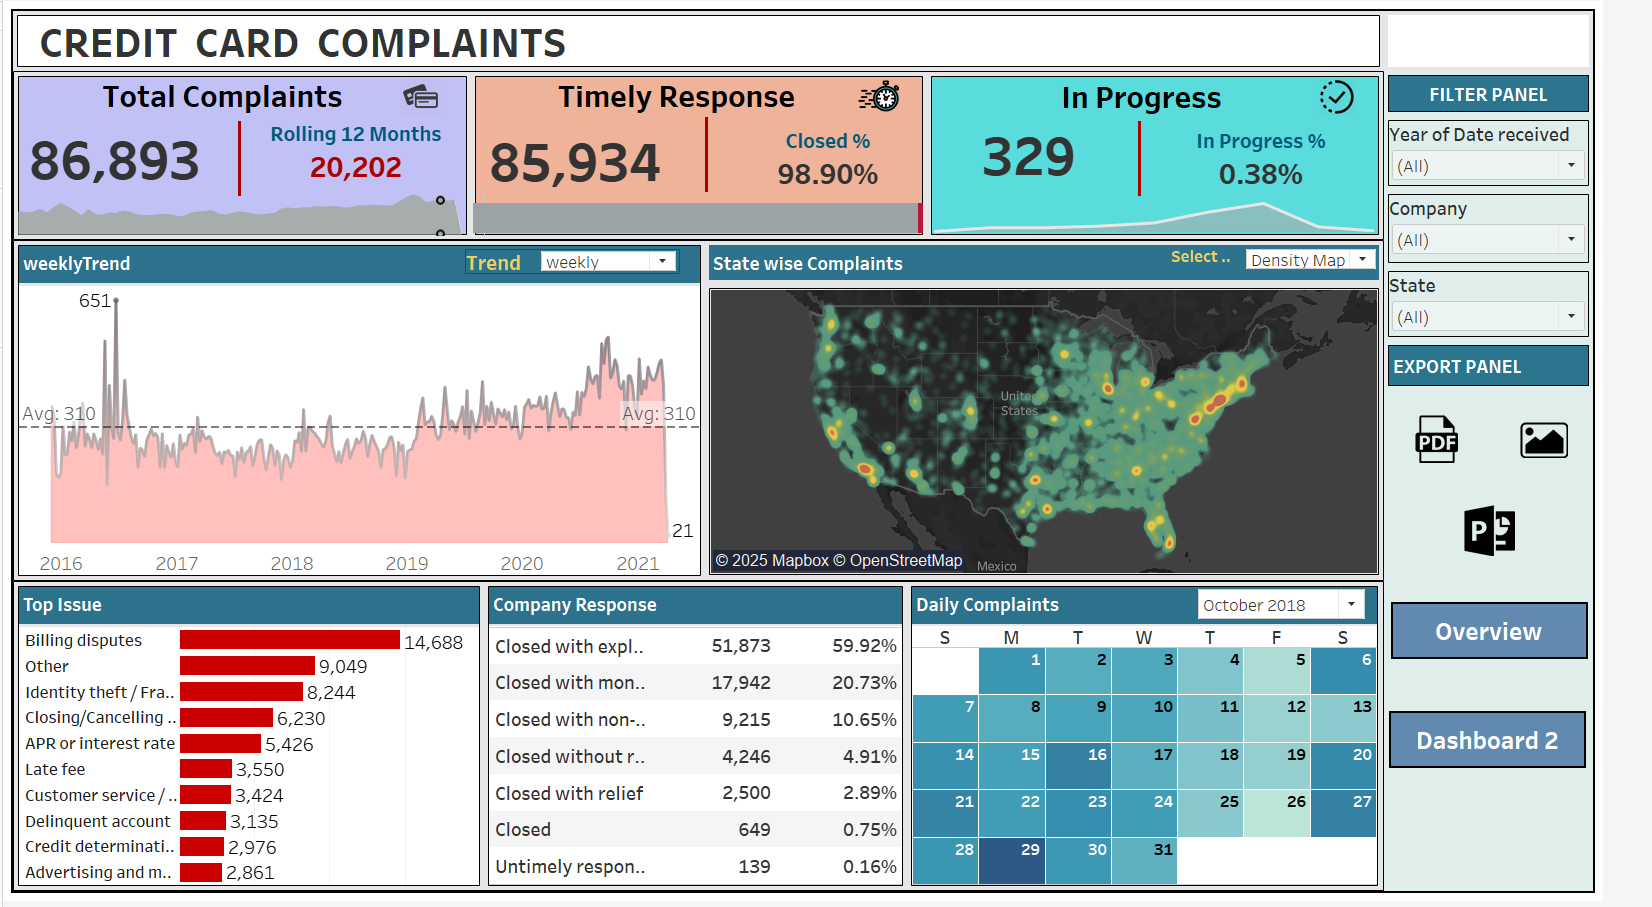 CREDIT CARD COMPLAINTS
Total Complaints
86,893
Rolling 12 Months
20,202
Timely Response
85,934
Closed %
98.90%
In Progress
329
In Progress %
0.38%
FILTER PANEL
Year of Date received
(All)
Company
(All)
State
(All)
EXPORT PANEL
PDF
P
Overview
Dashboard 2
weeklyTrend
Trend
weekly
651
Avg: 310
Avg: 310
21
2016 2017 2018 2019 2020 2021
State wise Complaints
Select ..
Density Map
United
States
© 2025 Mapbox © OpenStreetMap
Mexico
Top Issue
Billing disputes 14,688
Other 9,049
Identity theft / Fra.. 8,244
Closing/Cancelling .. 6,230
APR or interest rate 5,426
Late fee 3,550
Customer service / .. 3,424
Delinquent account 3,135
Credit determinati.. 2,976
Advertising and m.. 2,861
Company Response
Closed with expl.. 51,873 59.92%
Closed with mon.. 17,942 20.73%
Closed with non-.. 9,215 10.65%
Closed without r.. 4,246 4.91%
Closed with relief 2,500 2.89%
Closed 649 0.75%
Untimely respon.. 139 0.16%
Daily Complaints
October 2018
S M T W T F S
1 2 3 4 5 6
7 8 9 10 11 12 13
14 15 16 17 18 19 20
21 22 23 24 25 26 27
28 29 30 31